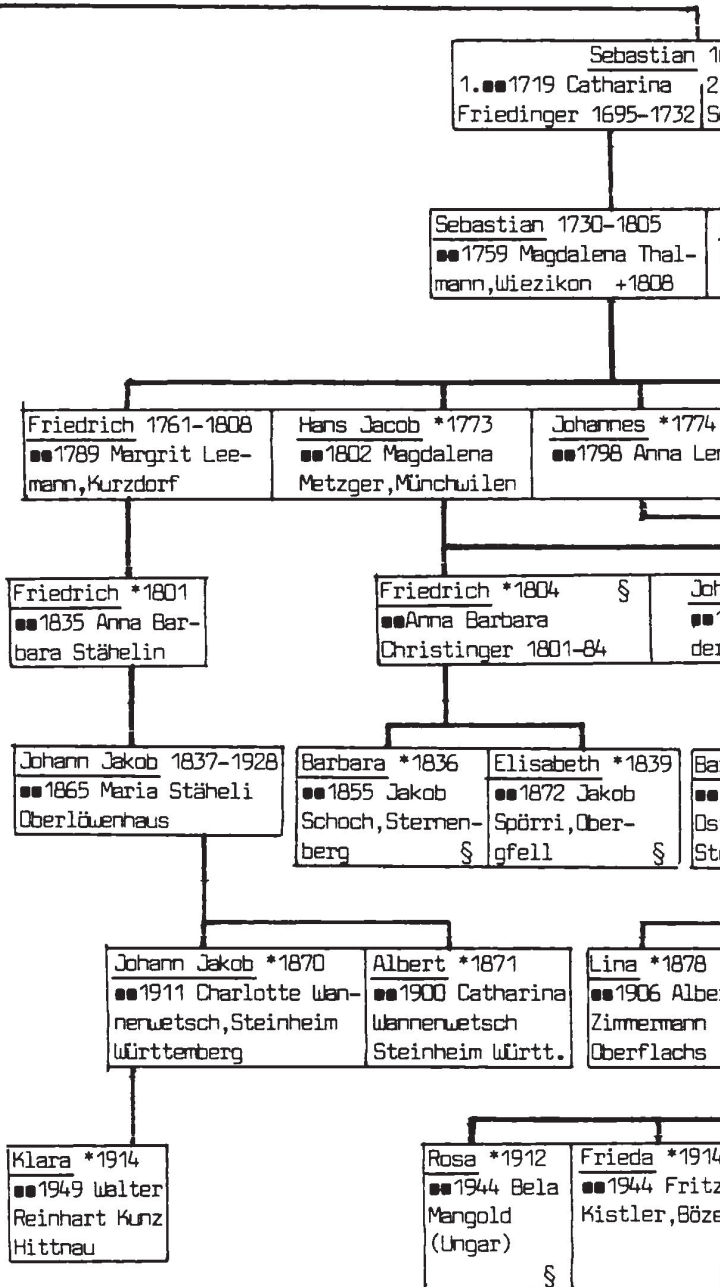 Sebastian
1.⚭1719 Catharina
Friedinger 1695-1732
Sebastian 1730-1805
⚭1759 Magdalena Thal-
mann,Wiezikon +1808
Friedrich 1761-1808
⚭1789 Margrit Lee-
mann,Kurzdorf
Hans Jacob *1773
⚭1802 Magdalena
Metzger,Münchwilen
Johannes *1774
⚭1798 Anna
Friedrich *1801
⚭1835 Anna Bar-
bara Stähelin
Friedrich *1804 §
⚭Anna Barbara
Christinger 1801-84
Johann Jakob 1837-1928
⚭1865 Maria Stäheli
Oberlöwenhaus
Barbara *1836
⚭1855 Jakob
Schoch,Sternen-
berg §
Elisabeth *1839
⚭1872 Jakob
Spörri,Ober-
gfell §
Johann Jakob *1870
⚭1911 Charlotte Wan-
nenwetsch,Steinheim
Württemberg
Albert *1871
⚭1900 Catharina
Wannenwetsch
Steinheim Württ.
Lina *1878
⚭1906
Zimmermann
Oberflachs
Klara *1914
⚭1949 Walter
Reinhart Kunz
Hittnau
Rosa *1912
⚭1944 Bela
Mangold
(Ungar)
§
Frieda *1914
⚭1944 Fritz
Kistler,